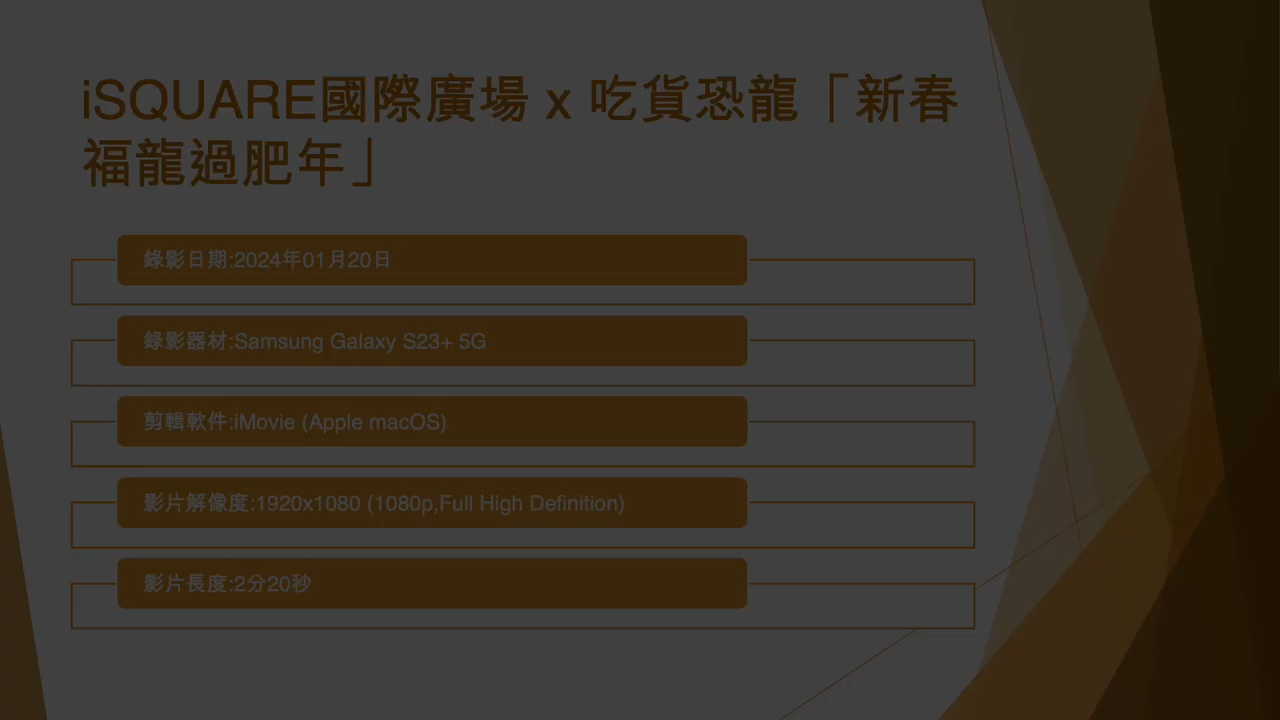 iSQUARE國際廣場 x 吃貨恐龍「新春
福龍過肥年」
錄影日期:2024年01月20日
錄影器材:Samsung Galaxy S23+ 5G
剪輯軟件:iMovie (Apple macOS)
影片解像度:1920x1080 (1080p,Full High Definition)
影片長度:2分20秒